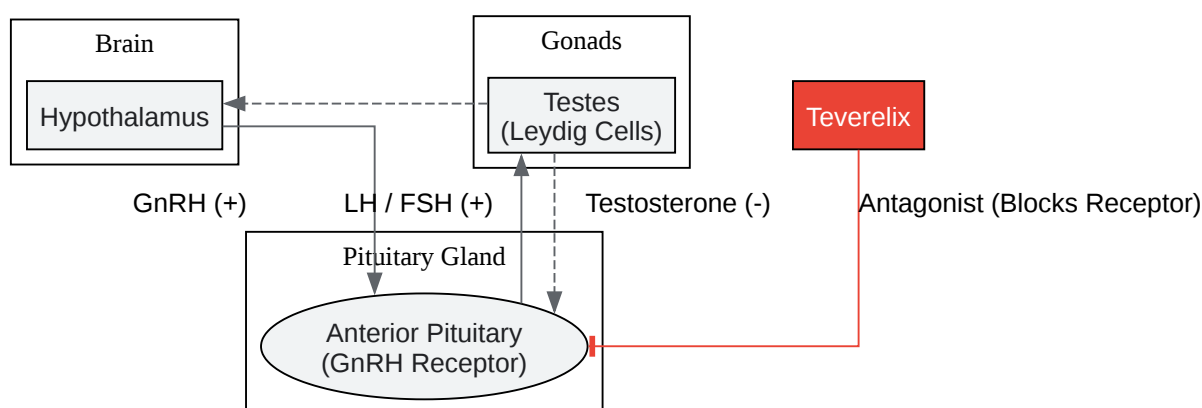 Brain
Gonads
Hypothalamus
Testes
(Leydig Cells)
Teverelix
GnRH (+)
LH / FSH (+)
Testosterone (-)
Antagonist (Blocks Receptor)
Pituitary Gland
Anterior Pituitary
(GnRH Receptor)